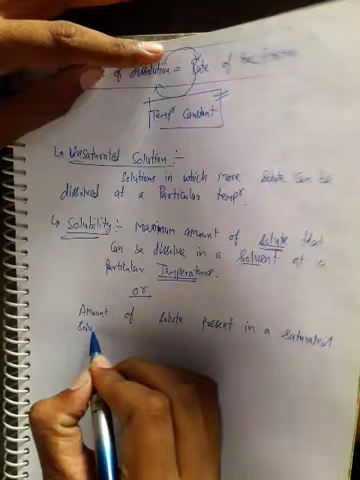 of dissolution = Rate of
Tempr Constant
↳ Unsaturated Solution :-
Solutions in which more solute can be
dissolved at a Particular tempr.
↳ Solubility :- Maximum amount of solute that
can be dissolve in a solvent at a
particular Temperature.
or
Amount of solute present in a saturated
Solu